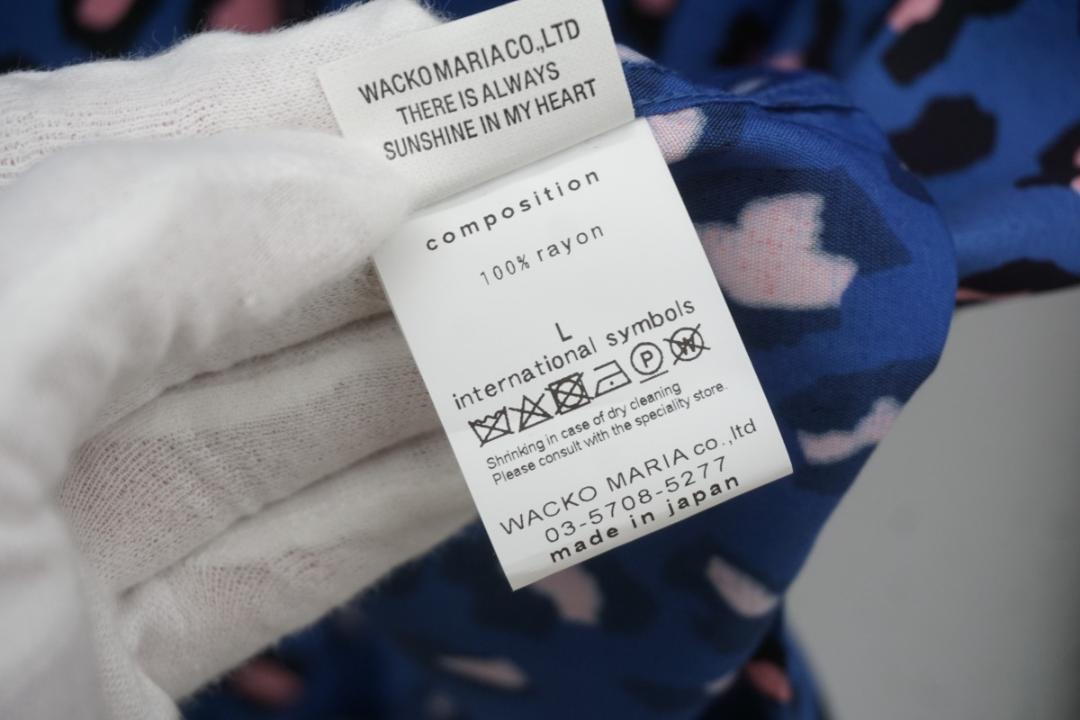 WACKO MARIA CO.,LTD
THERE IS ALWAYS
SUNSHINE IN MY HEART
composition
100% rayon
L
international symbols
P W
Shrinking in case of dry cleaning
Please consult with the speciality store.
WACKO MARIA co.,ltd
03-5708-5277
made in japan